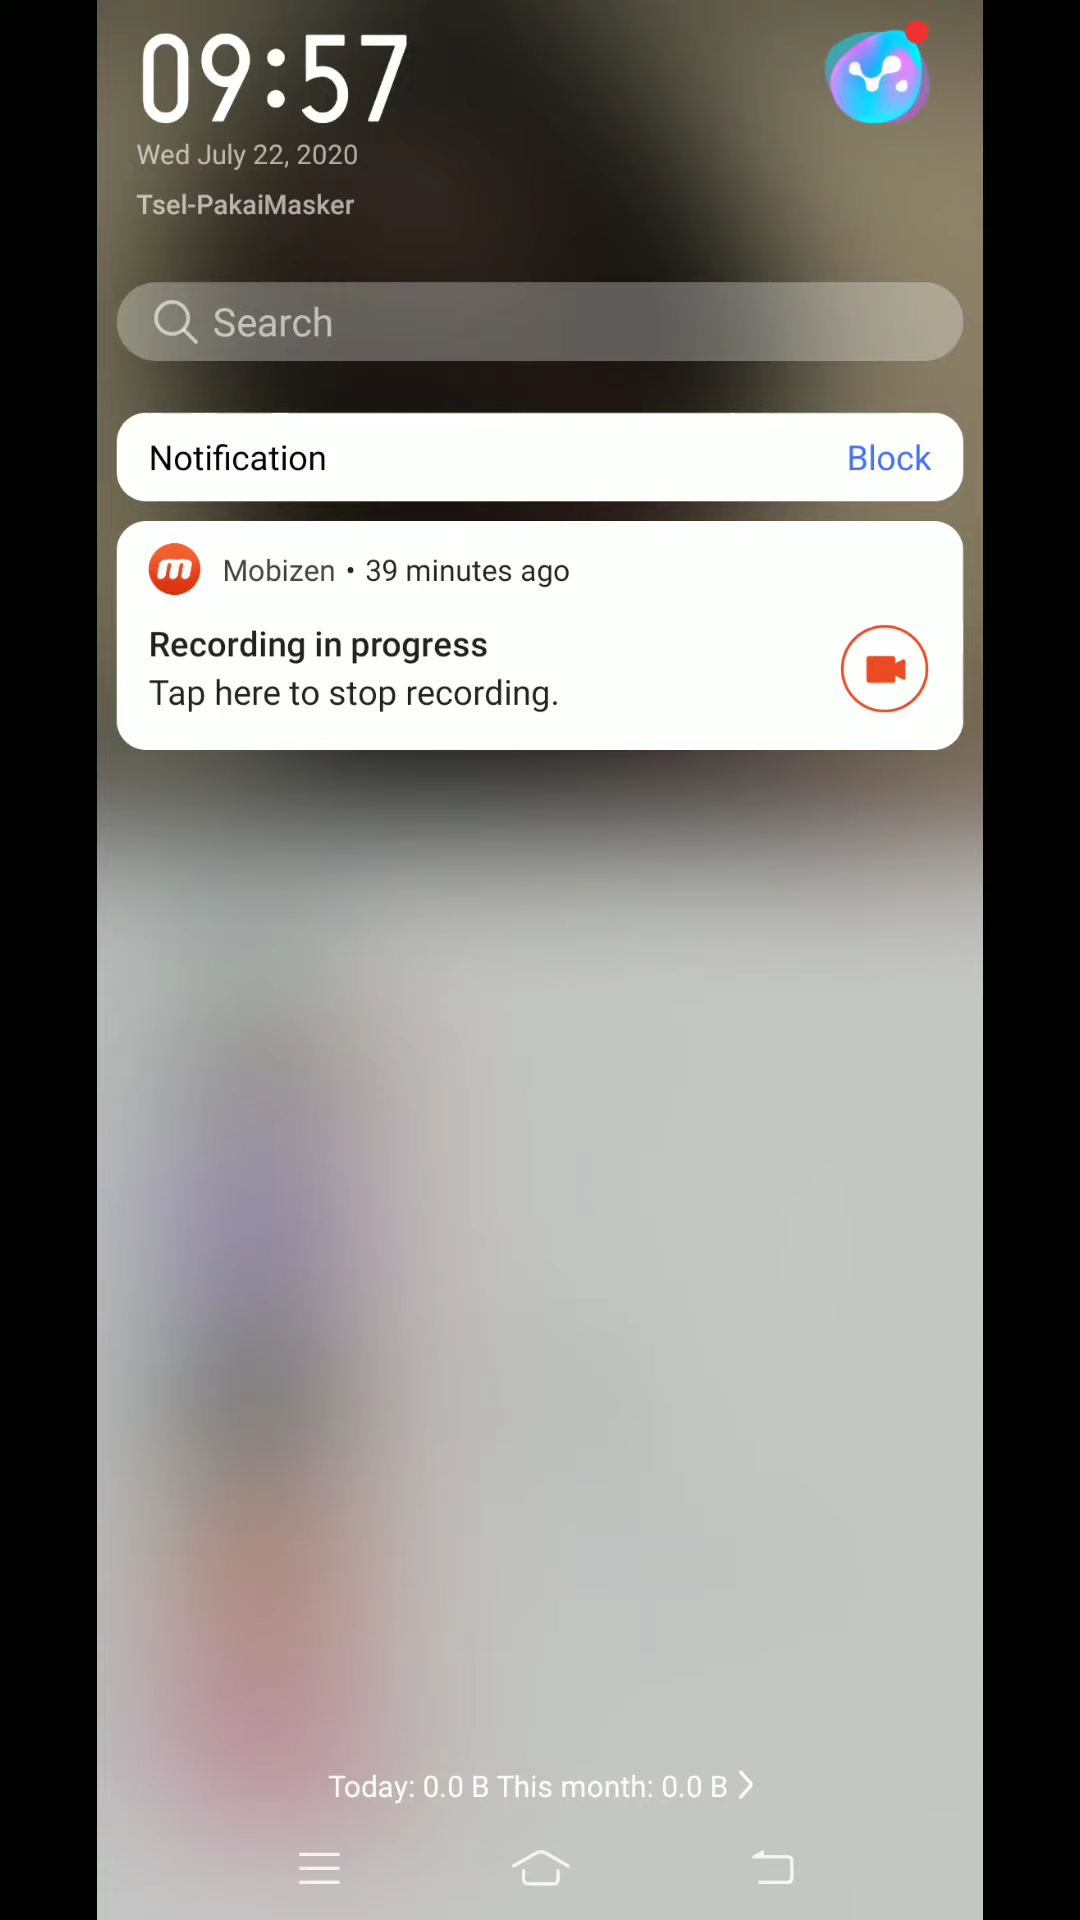 09:57
Wed July 22, 2020
Tsel-PakaiMasker
Search
Notification
Block
Mobizen • 39 minutes ago
Recording in progress
Tap here to stop recording.
Today: 0.0 B This month: 0.0 B